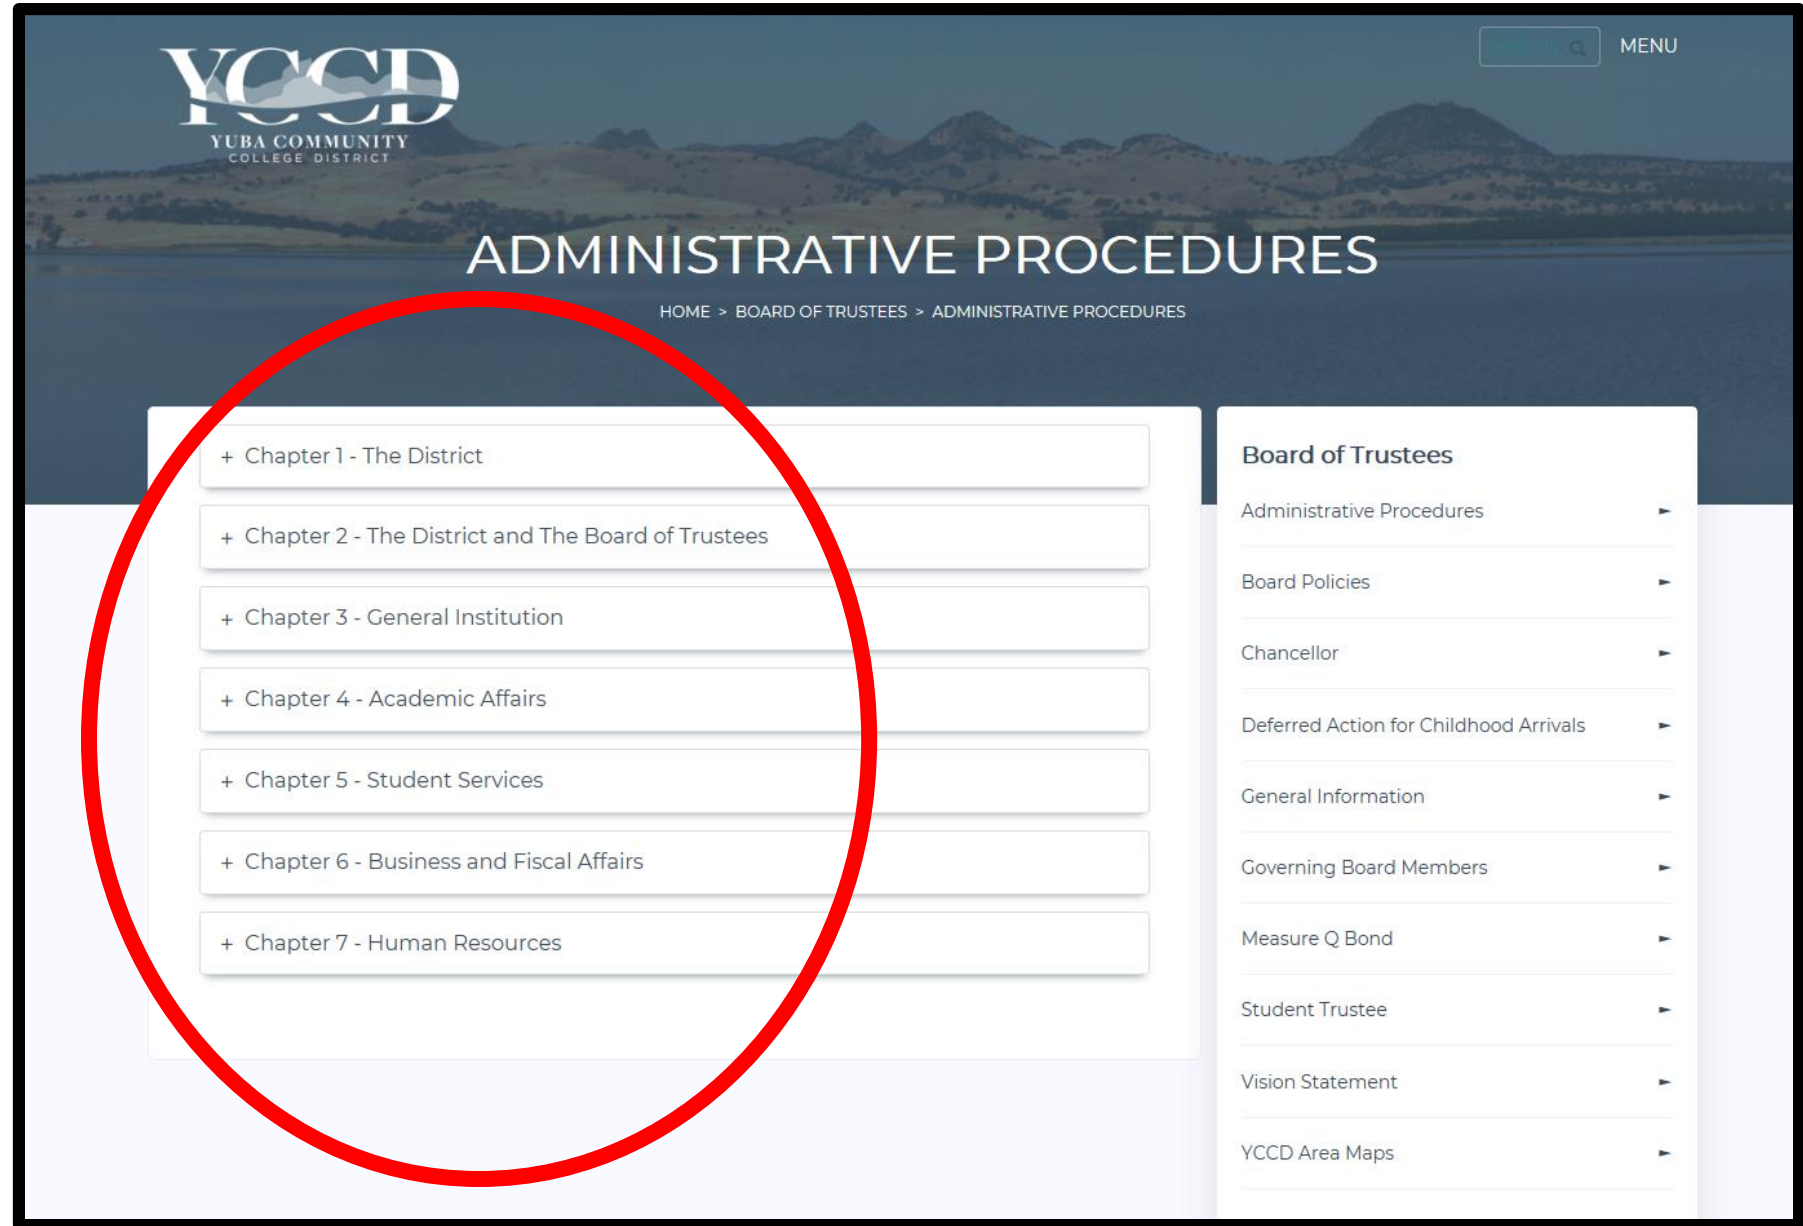 YCCD
YUBA COMMUNITY
COLLEGE DISTRICT
MENU
ADMINISTRATIVE PROCEDURES
HOME > BOARD OF TRUSTEES > ADMINISTRATIVE PROCEDURES
+ Chapter 1 - The District
+ Chapter 2 - The District and The Board of Trustees
+ Chapter 3 - General Institution
+ Chapter 4 - Academic Affairs
+ Chapter 5 - Student Services
+ Chapter 6 - Business and Fiscal Affairs
+ Chapter 7 - Human Resources
Board of Trustees
Administrative Procedures
Board Policies
Chancellor
Deferred Action for Childhood Arrivals
General Information
Governing Board Members
Measure Q Bond
Student Trustee
Vision Statement
YCCD Area Maps